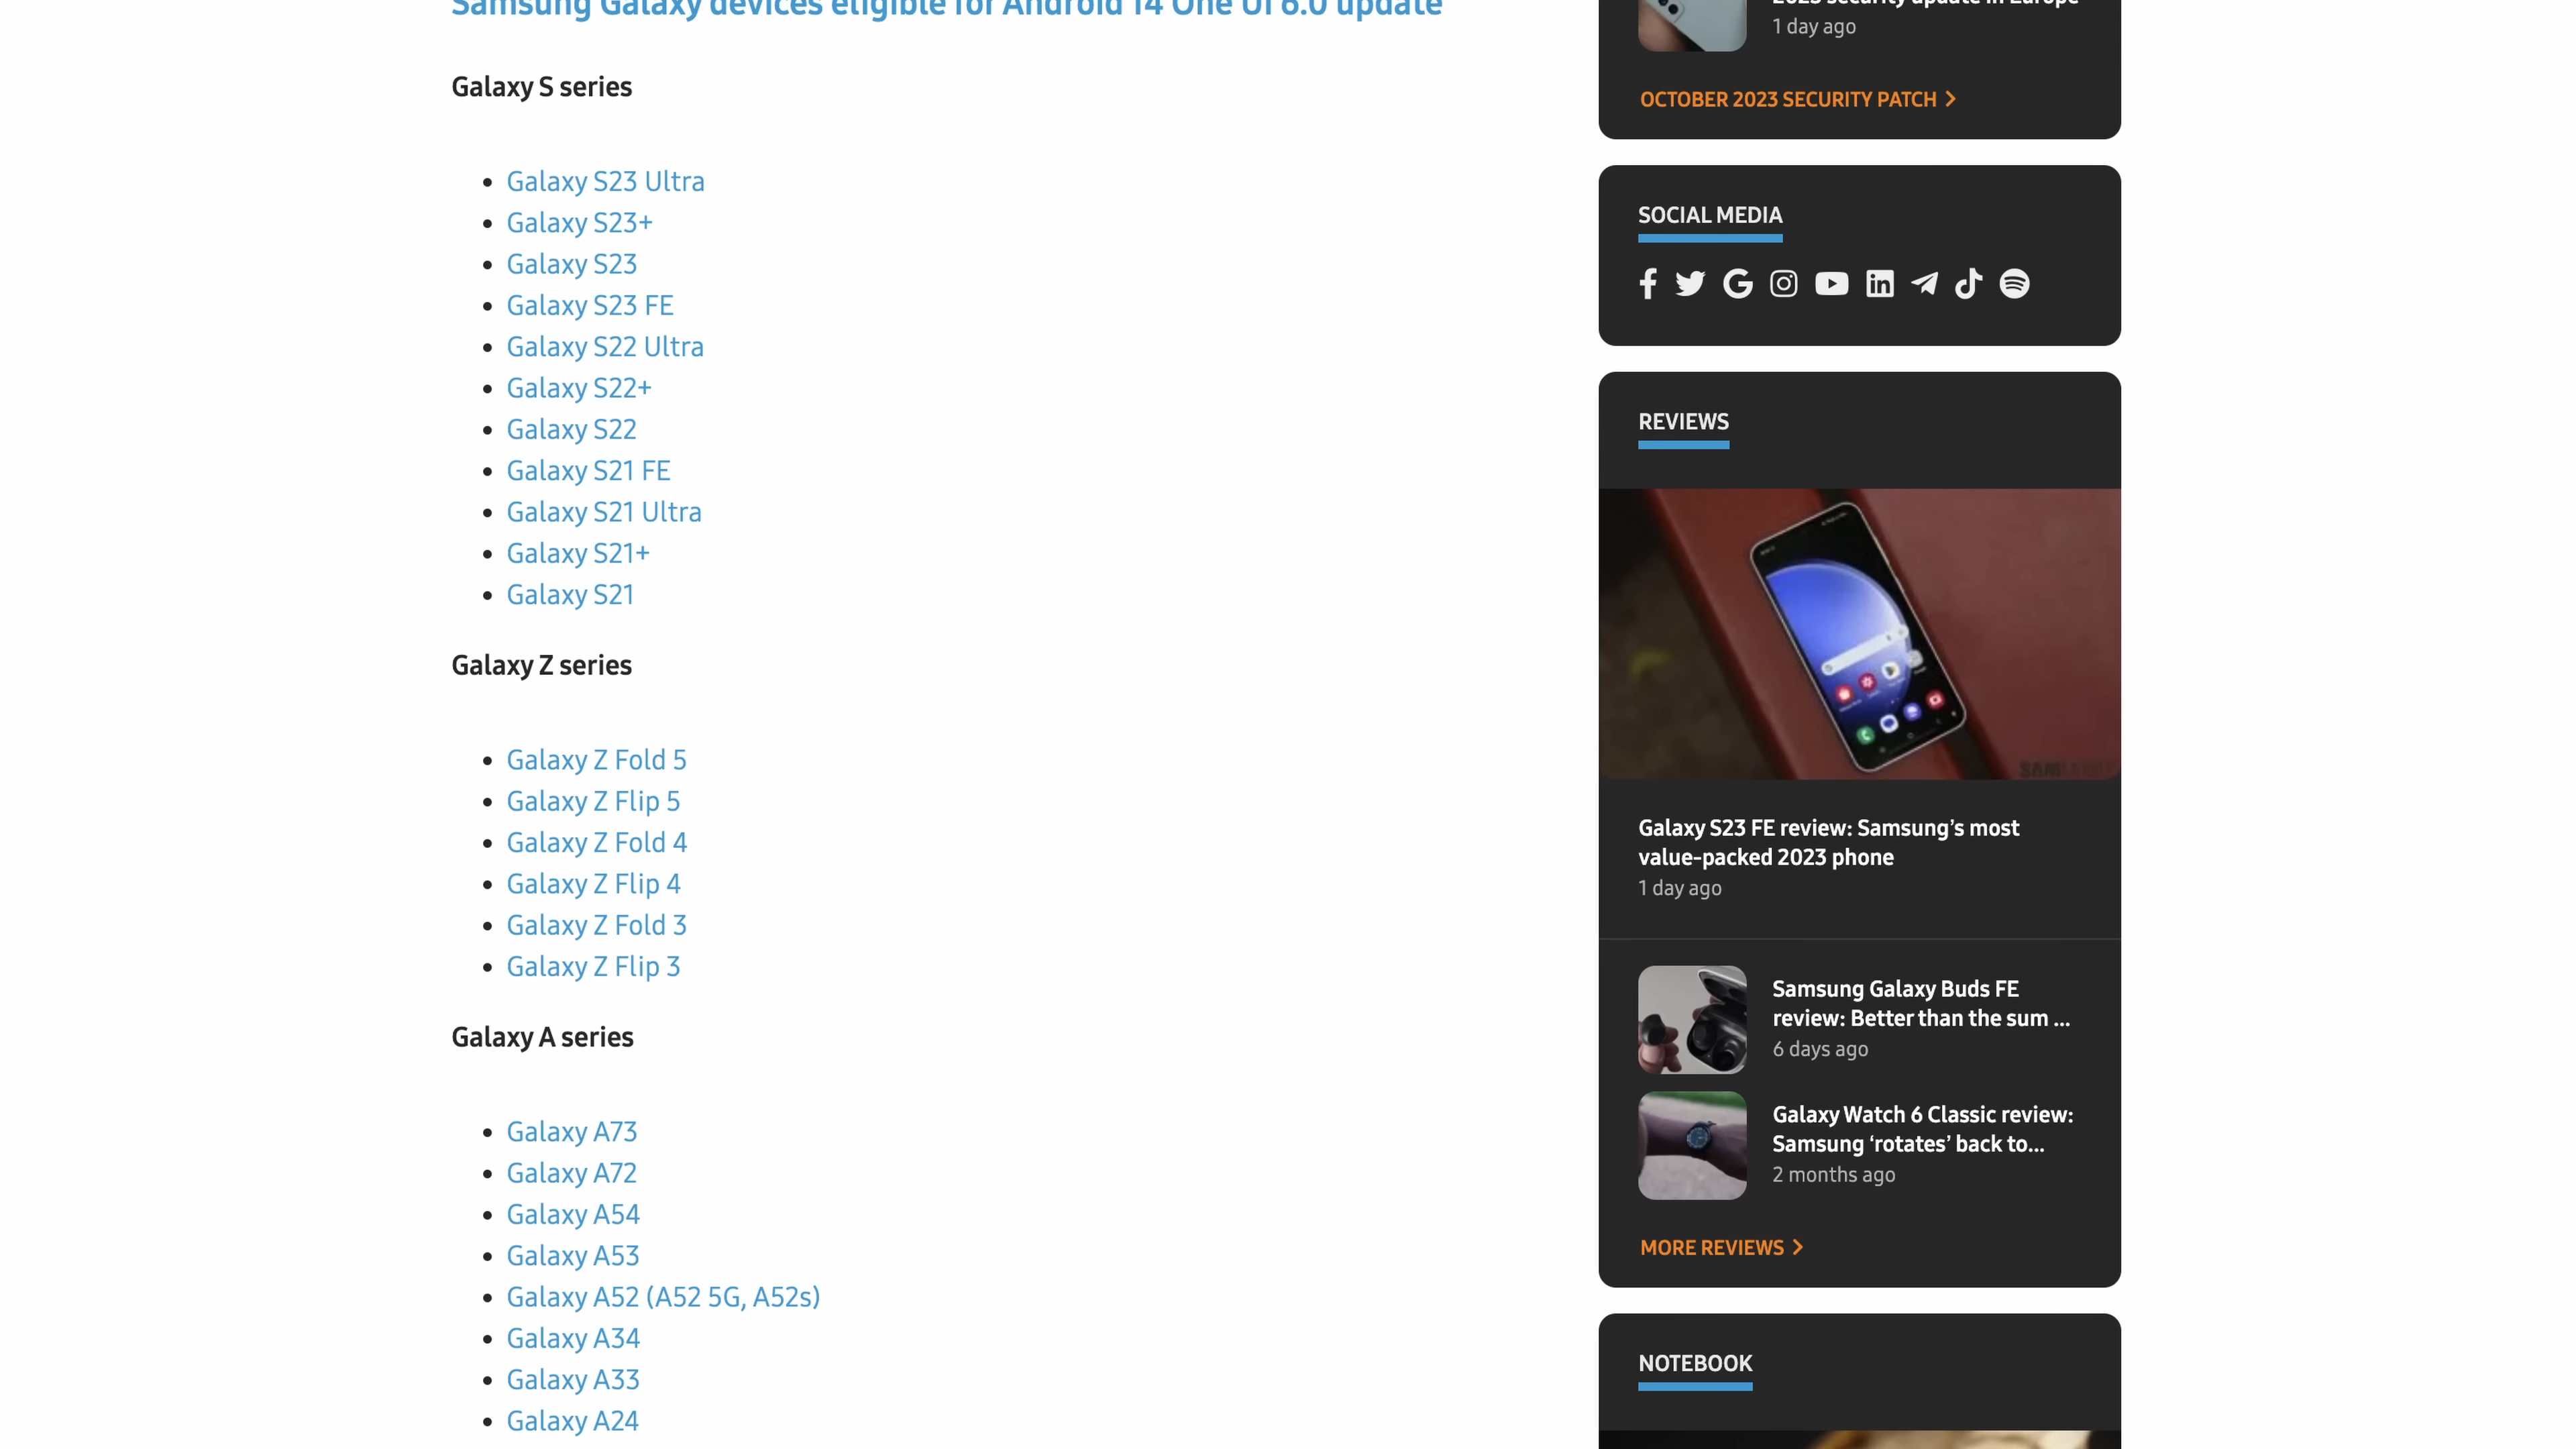 Samsung Galaxy devices eligible for Android 14 One UI 6.0 update
Galaxy S series
Galaxy S23 Ultra
Galaxy S23+
Galaxy S23
Galaxy S23 FE
Galaxy S22 Ultra
Galaxy S22+
Galaxy S22
Galaxy S21 FE
Galaxy S21 Ultra
Galaxy S21+
Galaxy S21
Galaxy Z series
Galaxy Z Fold 5
Galaxy Z Flip 5
Galaxy Z Fold 4
Galaxy Z Flip 4
Galaxy Z Fold 3
Galaxy Z Flip 3
Galaxy A series
Galaxy A73
Galaxy A72
Galaxy A54
Galaxy A53
Galaxy A52 (A52 5G, A52s)
Galaxy A34
Galaxy A33
Galaxy A24
2023 security update in Europe
1 day ago
OCTOBER 2023 SECURITY PATCH
SOCIAL MEDIA
REVIEWS
Galaxy S23 FE review: Samsung’s most
value-packed 2023 phone
1 day ago
Samsung Galaxy Buds FE
review: Better than the sum ...
6 days ago
Galaxy Watch 6 Classic review:
Samsung ‘rotates’ back to...
2 months ago
MORE REVIEWS
NOTEBOOK